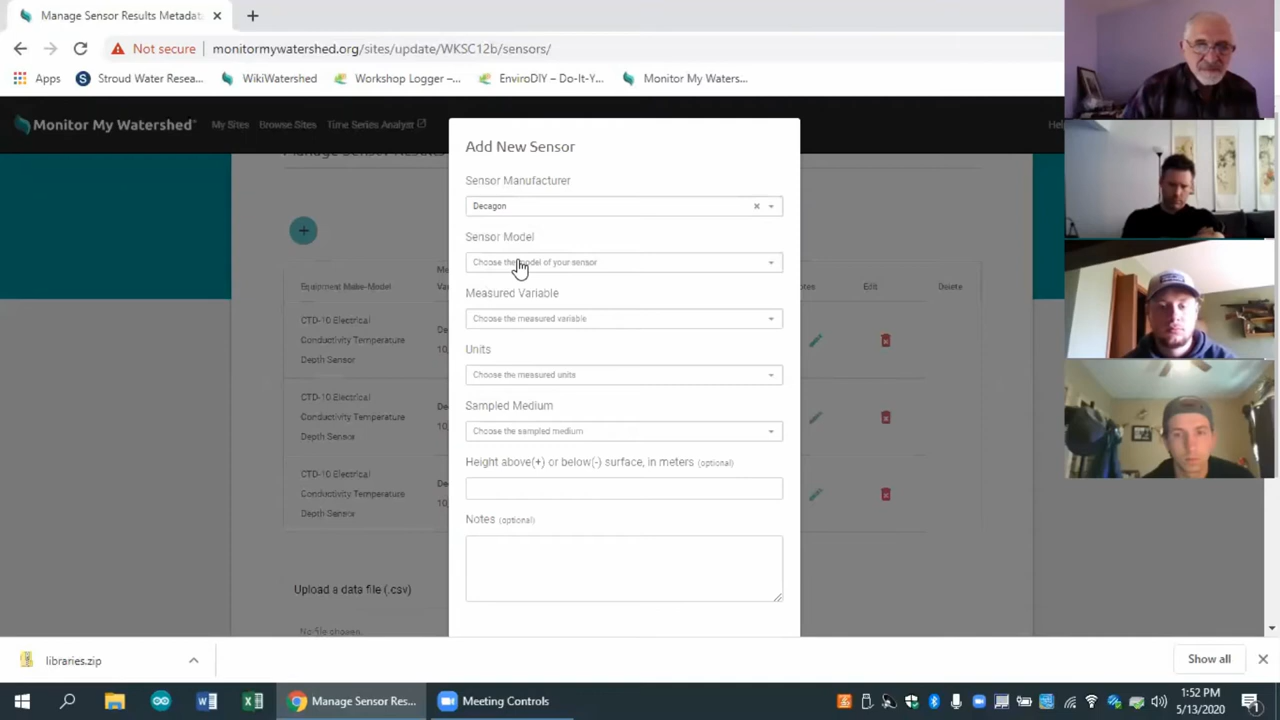 Manage Sensor Results Metada
Not secure
monitormywatershed.org/sites/update/WKSC12b/sensors/
Apps
Stroud Water Resea...
WikiWatershed
Workshop Logger –...
EnviroDIY – Do-It-Y...
Monitor My Waters...
Monitor My Watershed
My Sites
Browse Sites
Time Series Analyst
Hel
Manage Sensor Results
Add New Sensor
Sensor Manufacturer
Decagon
Sensor Model
Choose the model of your sensor
Measured Variable
Choose the measured variable
Units
Choose the measured units
Sampled Medium
Choose the sampled medium
Height above(+) or below(-) surface, in meters (optional)
Notes (optional)
Equipment Make-Model
Edit
Delete
CTD-10 Electrical
Conductivity Temperature
Depth Sensor
CTD-10 Electrical
Conductivity Temperature
Depth Sensor
CTD-10 Electrical
Conductivity Temperature
Depth Sensor
Upload a data file (.csv)
No file chosen.
libraries.zip
Show all
Manage Sensor Res...
Meeting Controls
1:52 PM
5/13/2020